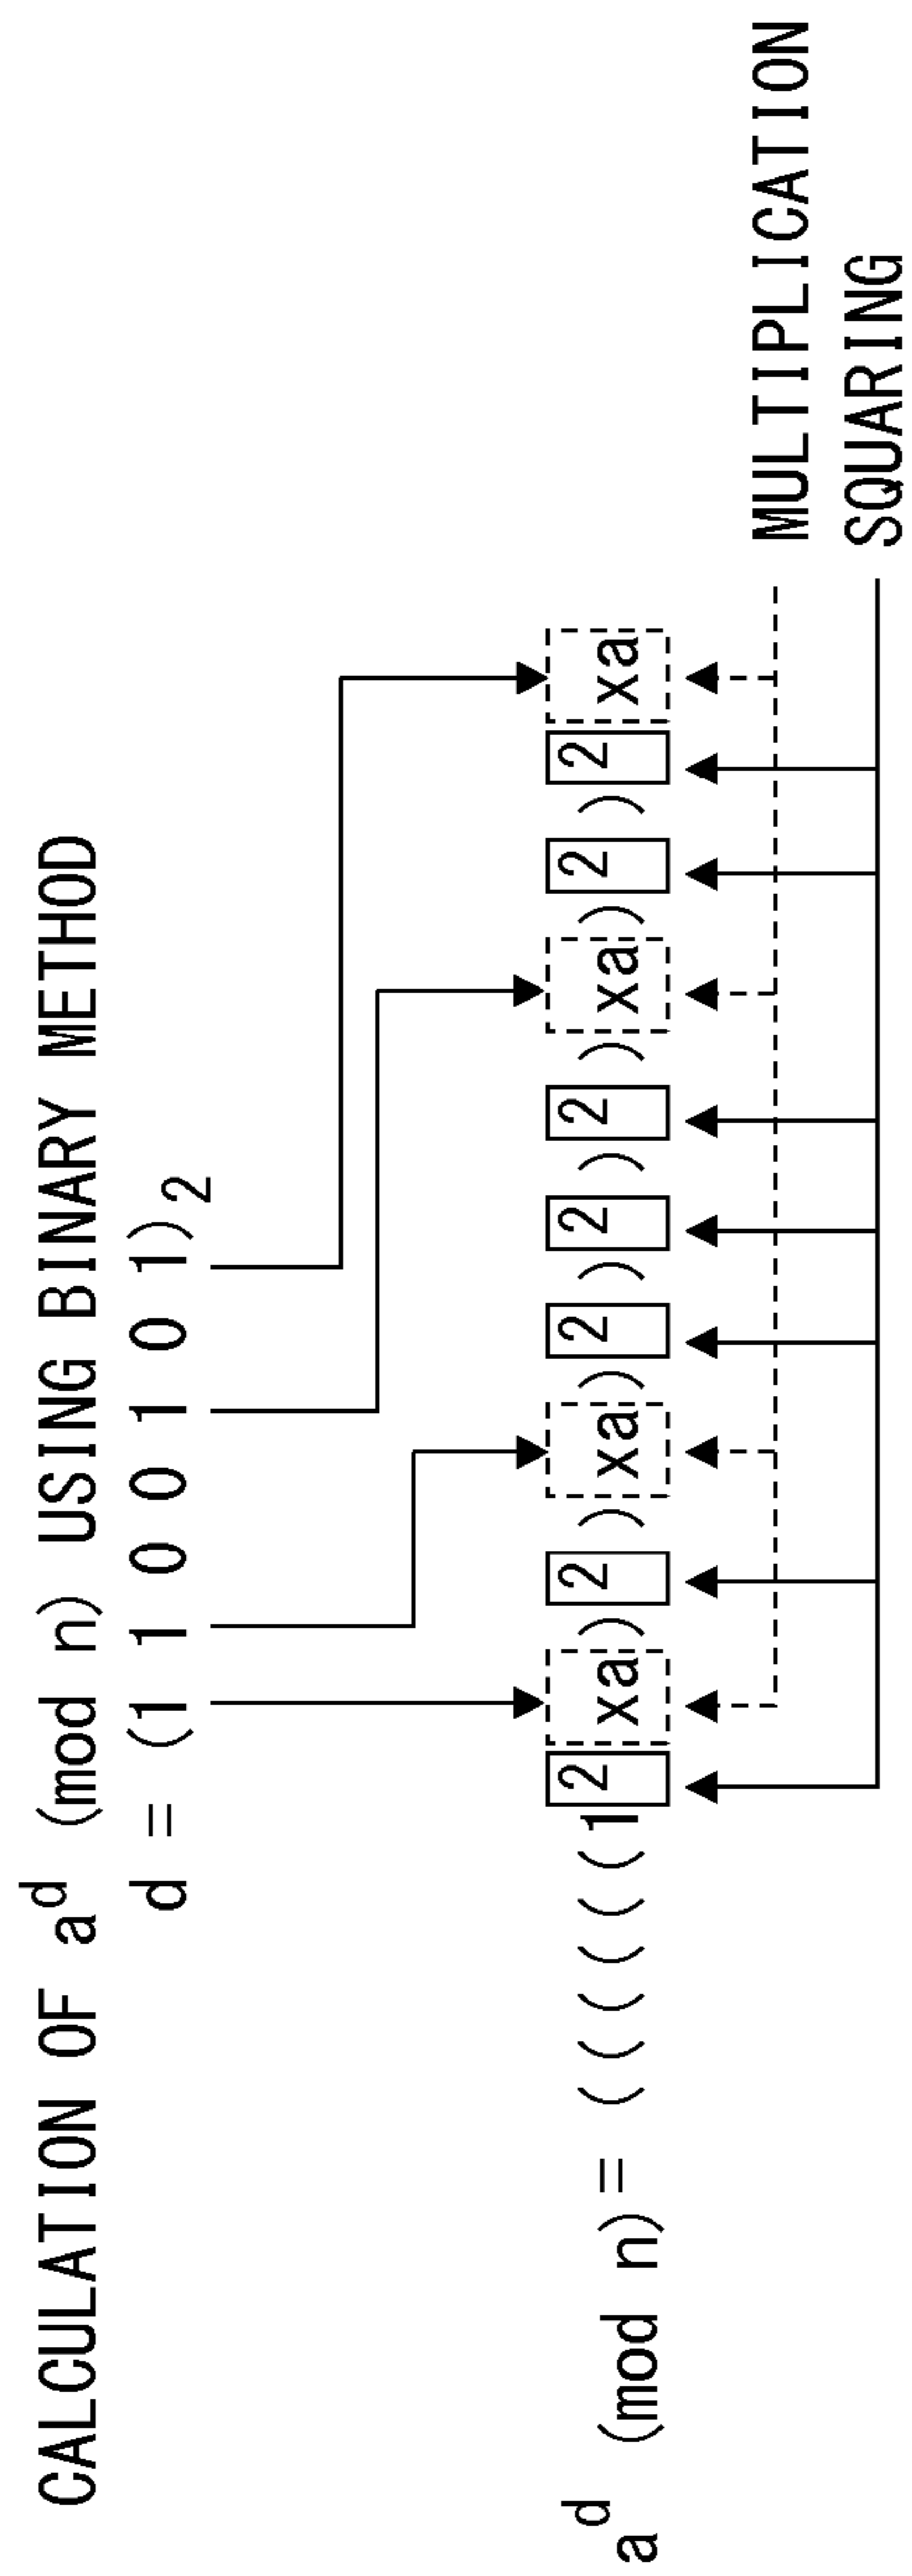 CALCULATION OF a^d (mod n) USING BINARY METHOD
d = (1 1 0 0 1 0 1)₂
a^d (mod n) = ((((((1 2 xa) 2 ) xa) 2 ) 2 ) 2 ) xa) 2 ) 2 xa
MULTIPLICATION
SQUARING